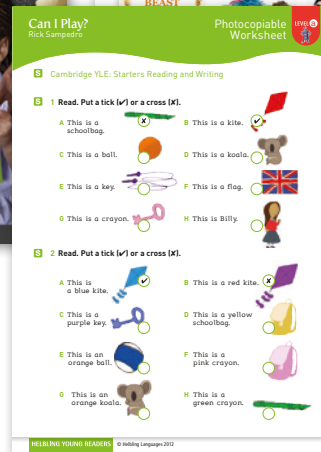 BEAST
Can I Play?
Rick Sampedro
Photocopiable
Worksheet
LEVEL a
S Cambridge YLE: Starters Reading and Writing
S 1 Read. Put a tick (✔) or a cross (✘).
A This is a
schoolbag.
✘
B This is a kite.
✔
C This is a ball.
D This is a koala.
E This is a key.
F This is a flag.
G This is a crayon.
H This is Billy.
S 2 Read. Put a tick (✔) or a cross (✘).
A This is
a blue kite.
✔
B This is a red kite.
✘
C This is a
purple key.
D This is a yellow
schoolbag.
E This is an
orange ball.
F This is a
pink crayon.
G This is an
orange koala.
H This is a
green crayon.
HELBLING YOUNG READERS © Helbling Languages 2012